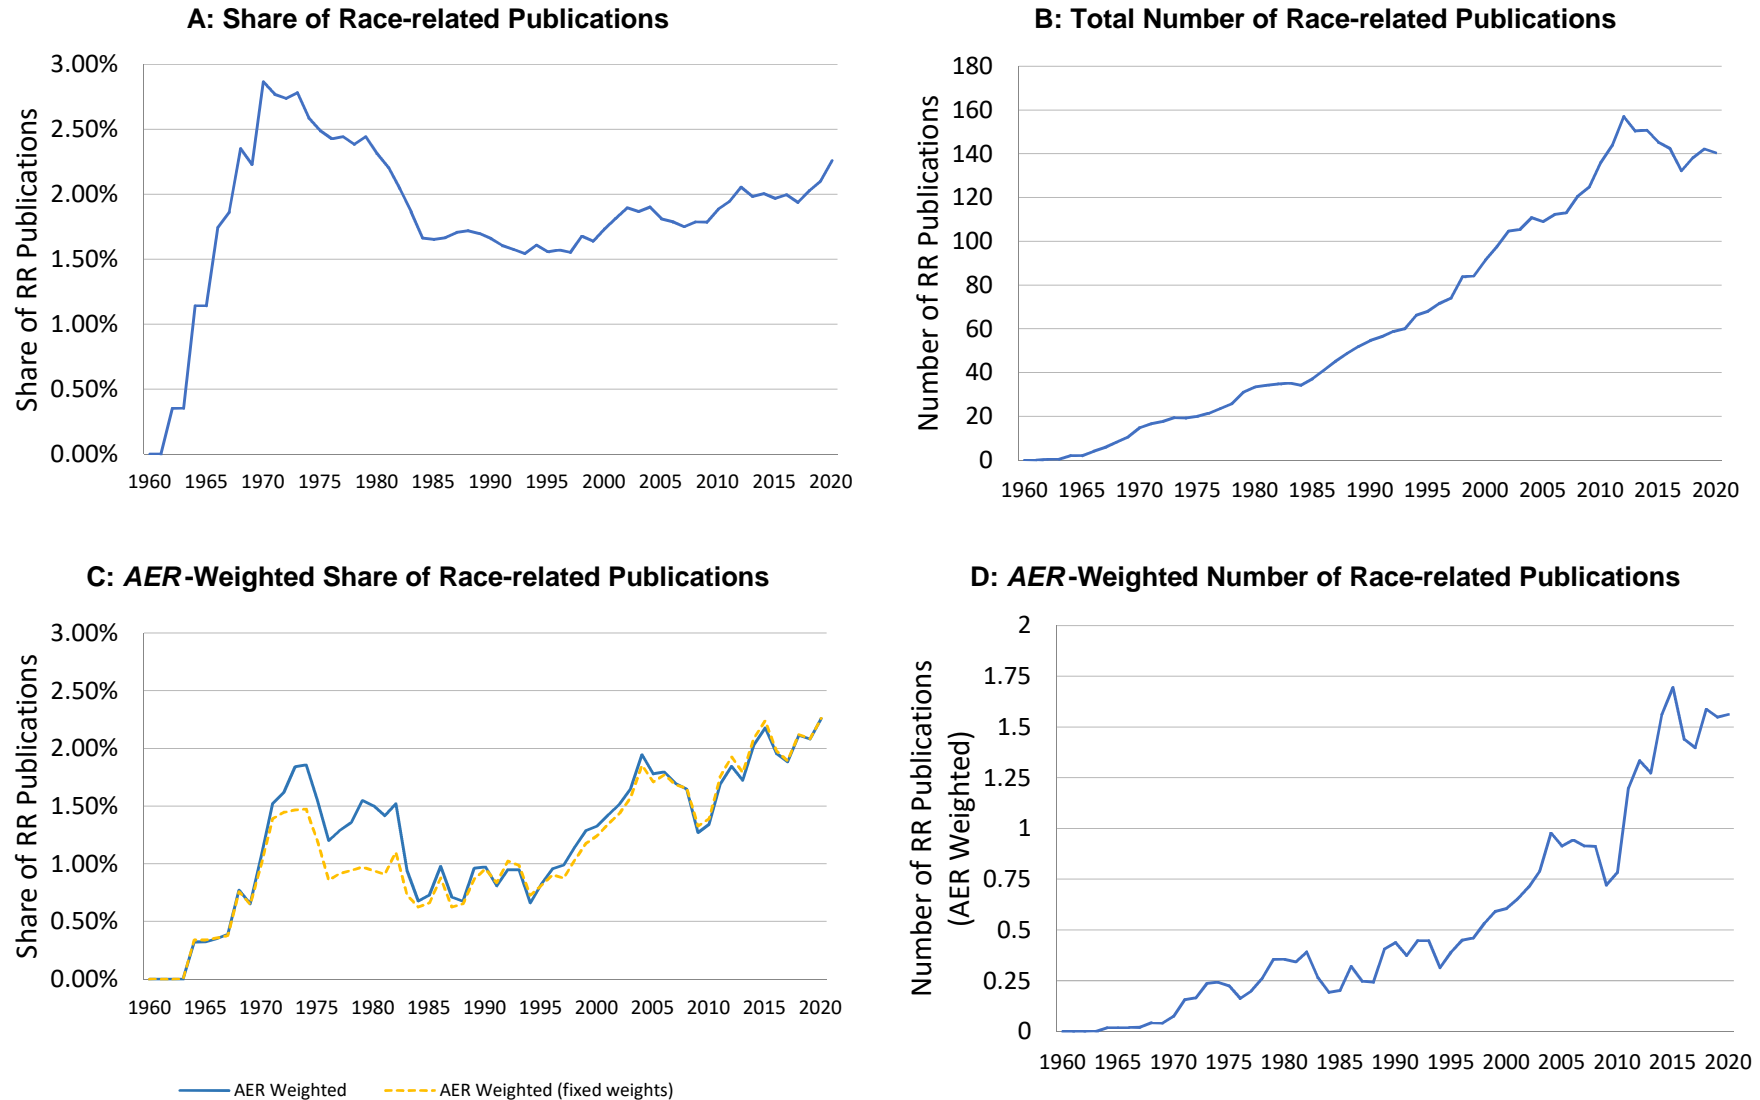 A: Share of Race-related Publications
Share of RR Publications
3.00%
2.50%
2.00%
1.50%
1.00%
0.50%
0.00%
1960 1965 1970 1975 1980 1985 1990 1995 2000 2005 2010 2015 2020
B: Total Number of Race-related Publications
Number of RR Publications
180
160
140
120
100
80
60
40
20
0
1960 1965 1970 1975 1980 1985 1990 1995 2000 2005 2010 2015 2020
C: AER-Weighted Share of Race-related Publications
Share of RR Publications
3.00%
2.50%
2.00%
1.50%
1.00%
0.50%
0.00%
1960 1965 1970 1975 1980 1985 1990 1995 2000 2005 2010 2015 2020
AER Weighted
AER Weighted (fixed weights)
D: AER-Weighted Number of Race-related Publications
Number of RR Publications
(AER Weighted)
2
1.75
1.5
1.25
1
0.75
0.5
0.25
0
1960 1965 1970 1975 1980 1985 1990 1995 2000 2005 2010 2015 2020